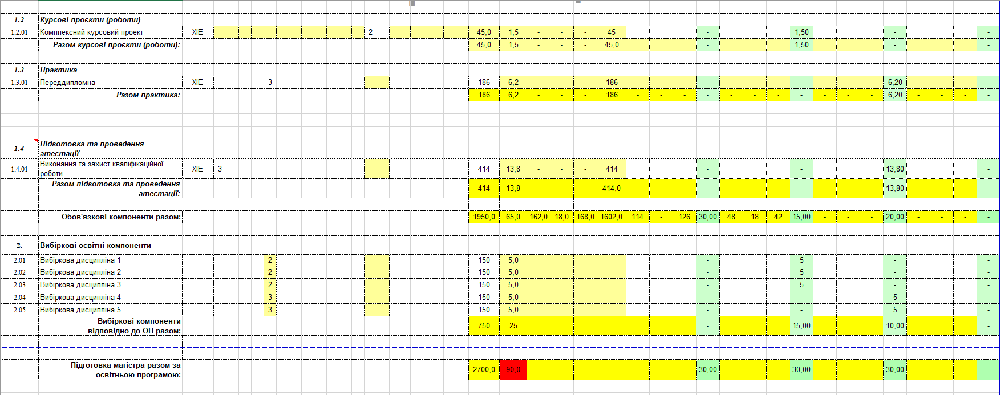 1.2 Курсові проєкти (роботи)
1.2.01 Комплексний курсовий проект ХІЕ 2 45,0 1,5 - - - 45 - 1,50 - -
Разом курсові проєкти (роботи): 45,0 1,5 - - - 45,0 - 1,50 - -
1.3 Практика
1.3.01 Переддипломна ХІЕ 3 186 6,2 - - - 186 - - - - - - - - - - - 6,20 - - - -
Разом практика: 186 6,2 - - - 186 - - - - - - - - - - - 6,20 - - - -
1.4 Підготовка та проведення
атестації
1.4.01 Виконання та захист кваліфікаційної
роботи ХІЕ 3 414 13,8 - - - 414 - - 13,80 -
Разом підготовка та проведення
атестації: 414 13,8 - - - 414,0 - - - - - - - - - - - 13,80 - - - -
Обов'язкові компоненти разом: 1950,0 65,0 162,0 18,0 168,0 1602,0 114 - 126 30,00 48 18 42 15,00 - - - 20,00 - - - -
2. Вибіркові освітні компоненти
2.01 Вибіркова дисципліна 1 2 150 5,0 - 5 - -
2.02 Вибіркова дисципліна 2 2 150 5,0 - 5 - -
2.03 Вибіркова дисципліна 3 2 150 5,0 - 5 - -
2.04 Вибіркова дисципліна 4 3 150 5,0 - - 5 -
2.05 Вибіркова дисципліна 5 3 150 5,0 - - 5 -
Вибіркові компоненти
відповідно до ОП разом: 750 25 - 15,00 10,00 -
Підготовка магістра разом за
освітньою програмою: 2700,0 90,0 30,00 30,00 30,00 -